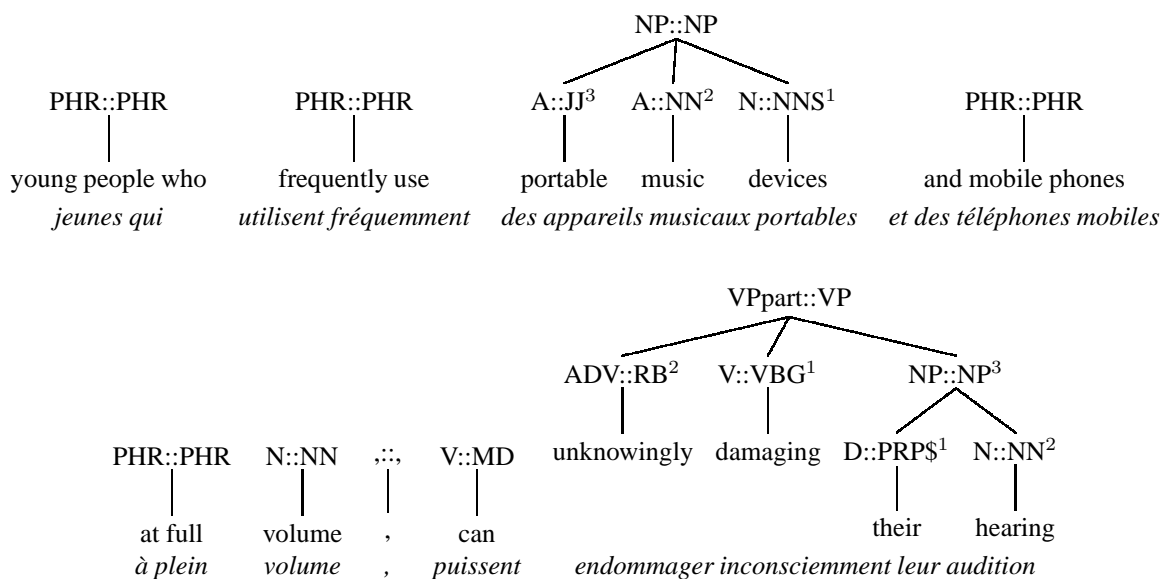 NP::NP
PHR::PHR PHR::PHR A::JJ³ A::NN² N::NNS¹ PHR::PHR
young people who frequently use portable music devices and mobile phones
jeunes qui utilisent fréquemment des appareils musicaux portables et des téléphones mobiles
VPpart::VP
ADV::RB² V::VBG¹ NP::NP³
PHR::PHR N::NN ,::, V::MD unknowingly damaging D::PRP$¹ N::NN²
at full volume , can their hearing
à plein volume , puissent endommager inconsciemment leur audition